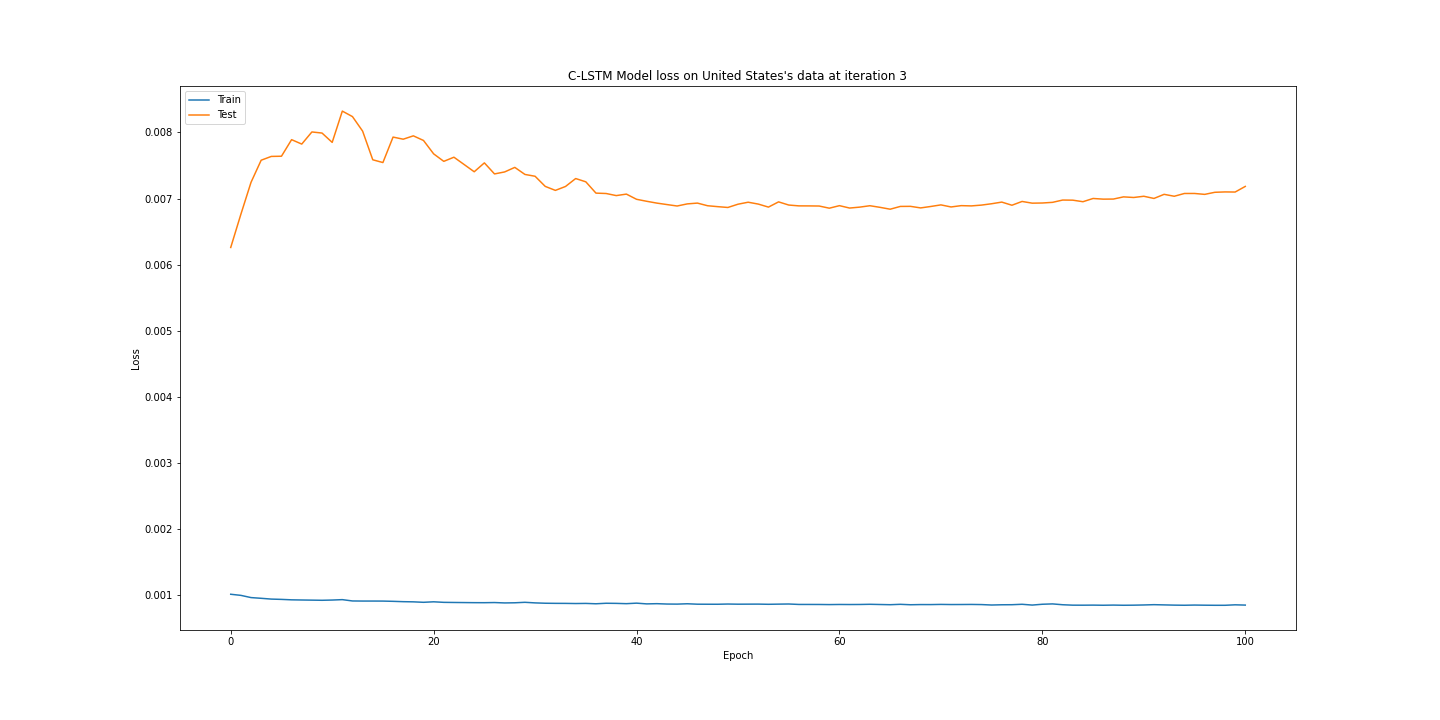 C-LSTM Model loss on United States's data at iteration 3
Train
Test
0.008
0.007
0.006
0.005
0.004
0.003
0.002
0.001
Loss
0 20 40 60 80 100
Epoch